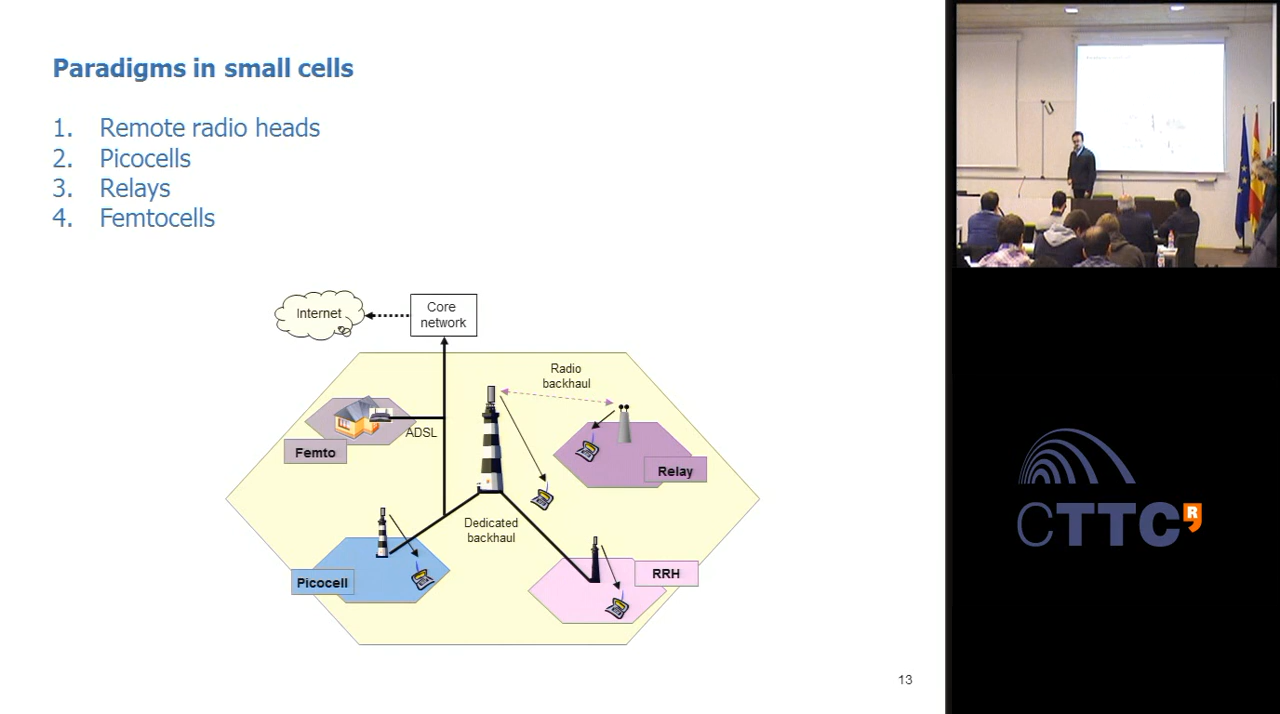 Paradigms in small cells
1. Remote radio heads
2. Picocells
3. Relays
4. Femtocells
Internet
Core
network
Radio
backhaul
ADSL
Femto
Relay
Dedicated
backhaul
Picocell
RRH
13
CTTC
R